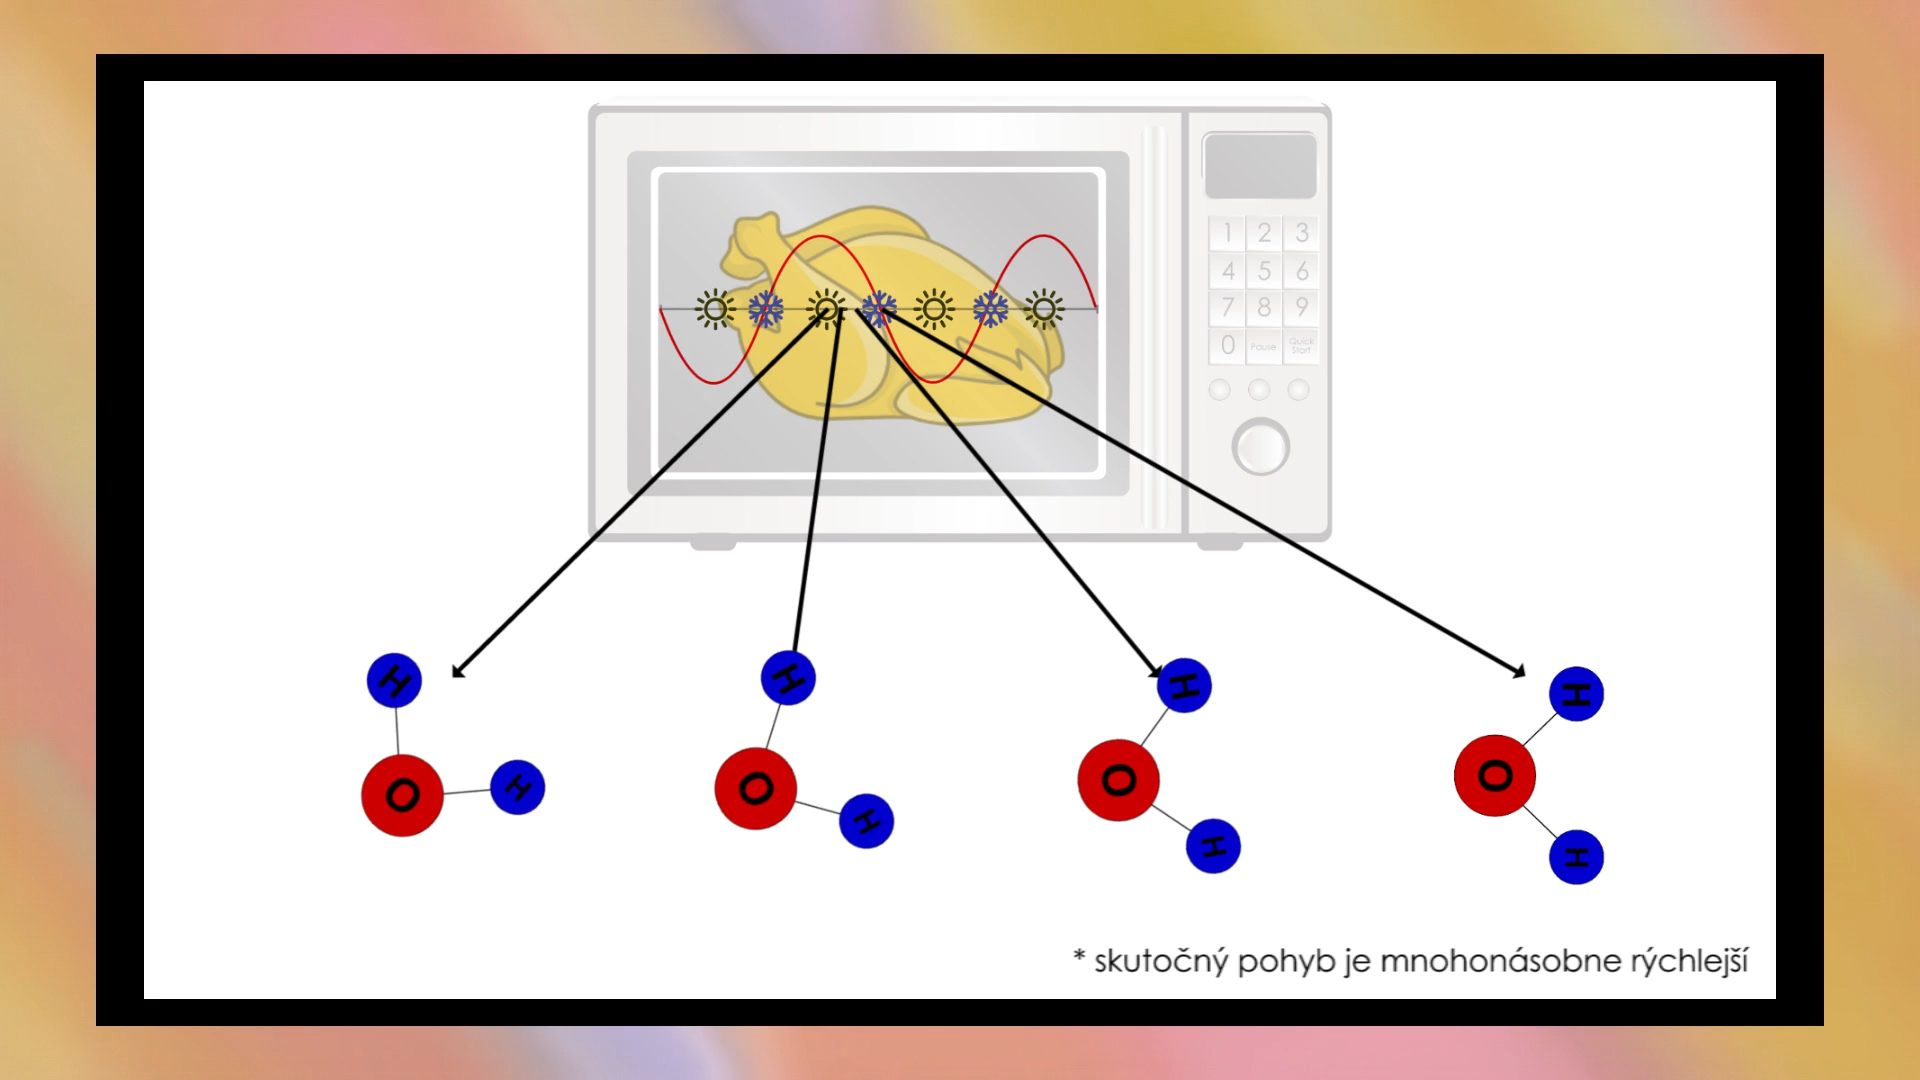 1 2 3
4 5 6
7 8 9
0 Pause Quick
Start
H
H
O
H
H
O
H
H
O
H
H
O
* skutočný pohyb je mnohonásobne rýchlejší